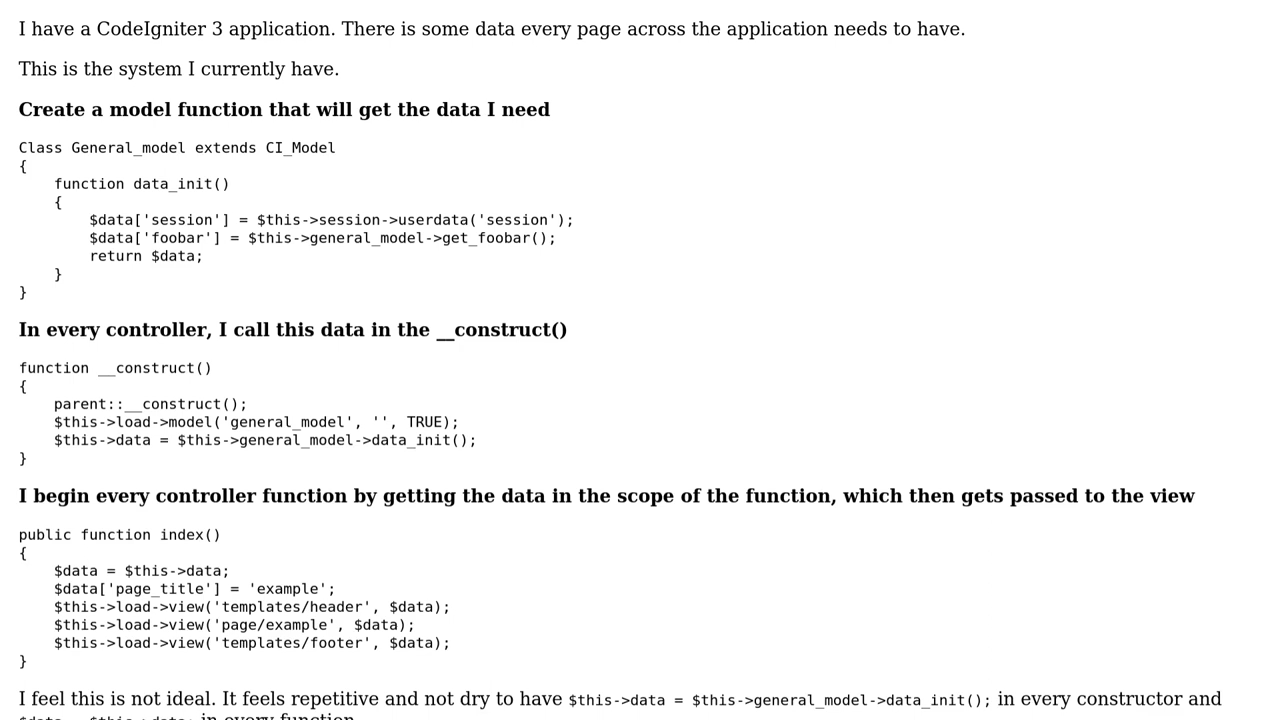 I have a CodeIgniter 3 application. There is some data every page across the application needs to have.
This is the system I currently have.
Create a model function that will get the data I need
Class General_model extends CI_Model
{
    function data_init()
    {
        $data['session'] = $this->session->userdata('session');
        $data['foobar'] = $this->general_model->get_foobar();
        return $data;
    }
}
In every controller, I call this data in the __construct()
function __construct()
{
    parent::__construct();
    $this->load->model('general_model', '', TRUE);
    $this->data = $this->general_model->data_init();
}
I begin every controller function by getting the data in the scope of the function, which then gets passed to the view
public function index()
{
    $data = $this->data;
    $data['page_title'] = 'example';
    $this->load->view('templates/header', $data);
    $this->load->view('page/example', $data);
    $this->load->view('templates/footer', $data);
}
I feel this is not ideal. It feels repetitive and not dry to have $this->data = $this->general_model->data_init(); in every constructor and
$data = $this->data; in every function.